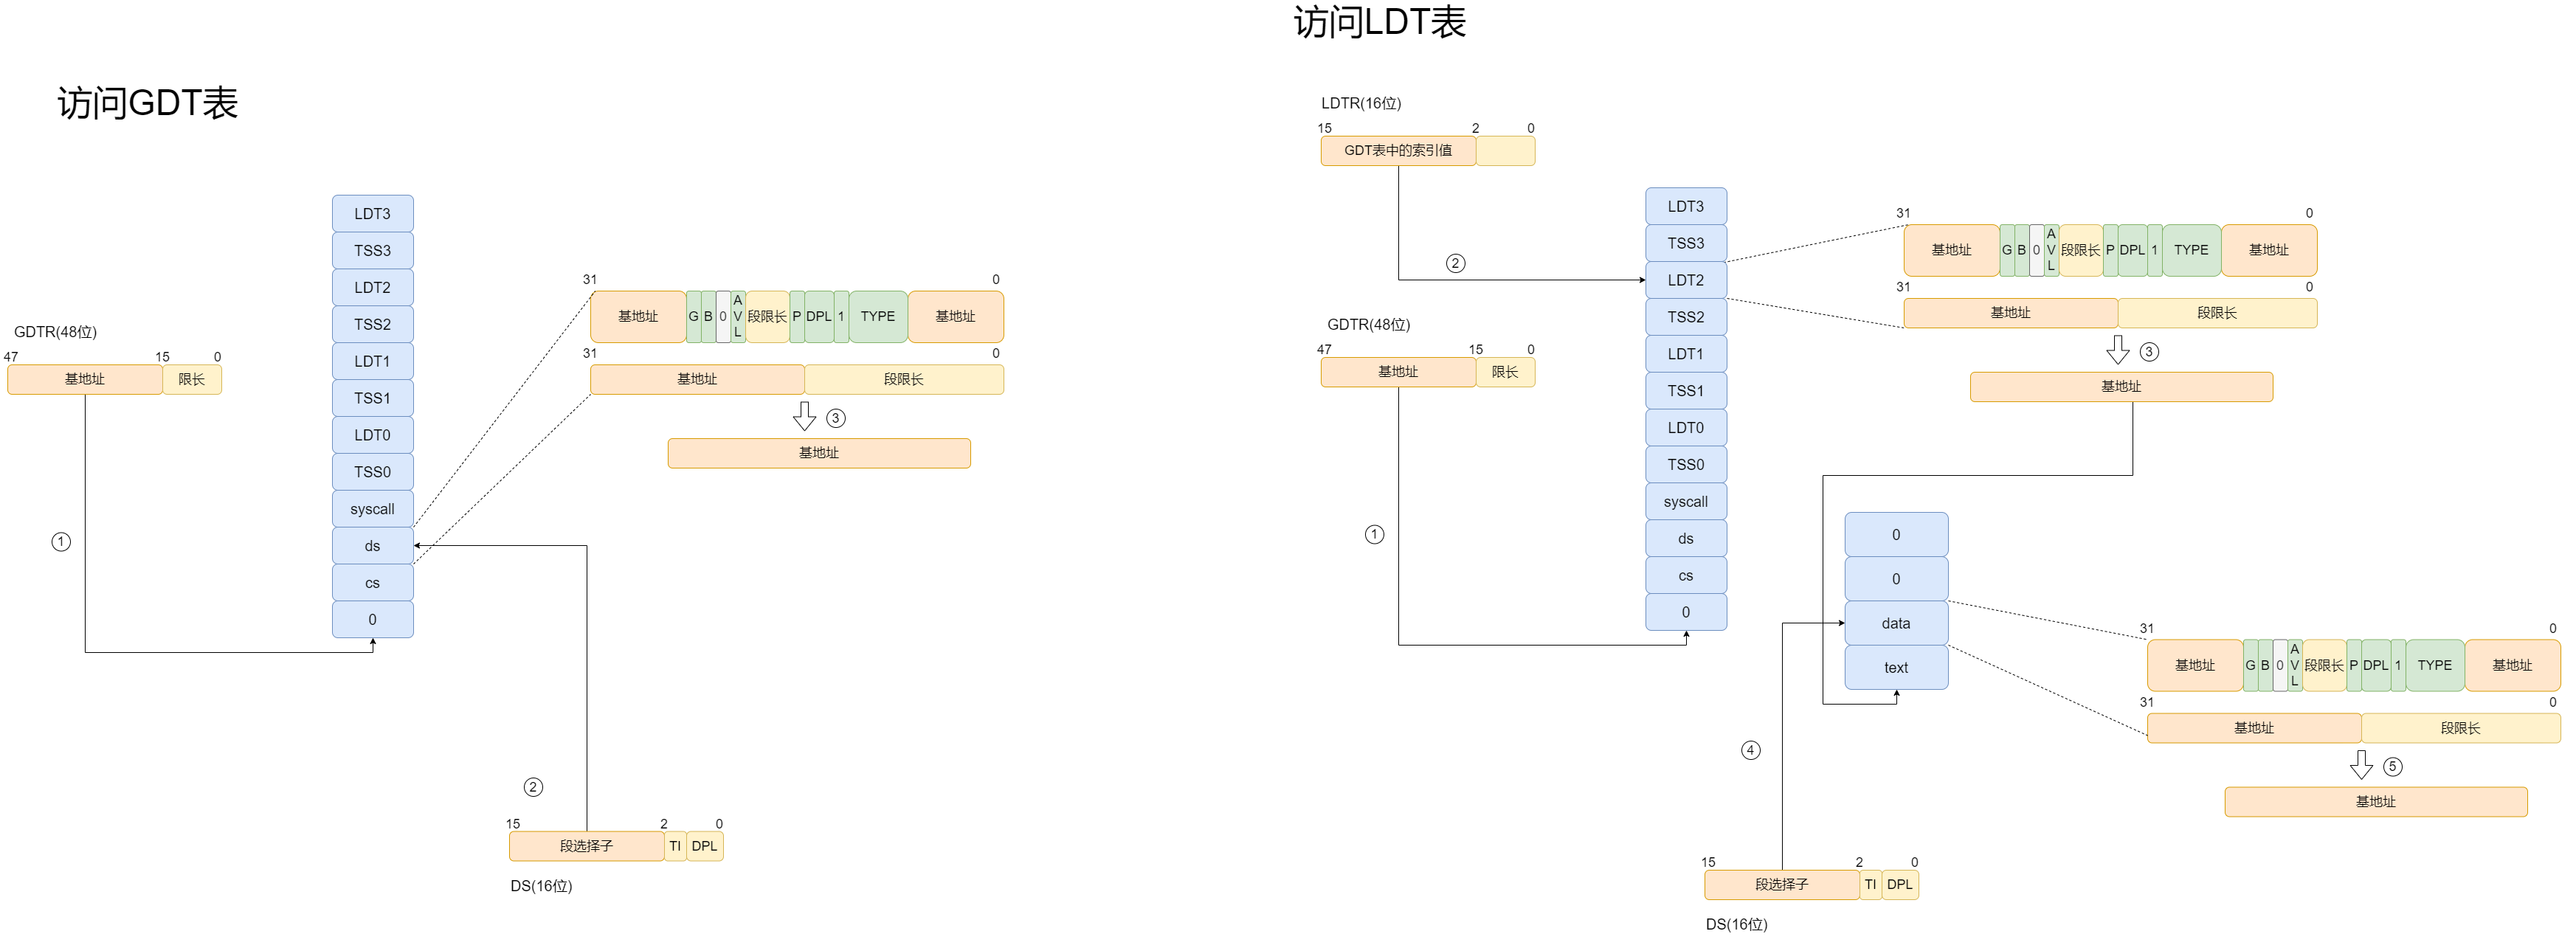 访问GDT表
GDTR(48位)
47 15 0
基地址 限长
①
LDT3
TSS3
LDT2
TSS2
LDT1
TSS1
LDT0
TSS0
syscall
ds
cs
0
31 0
基地址 G B 0 AVL 段限长 P DPL 1 TYPE 基地址
31 0
基地址 段限长
③
基地址
②
15 2 0
段选择子 TI DPL
DS(16位)
访问LDT表
LDTR(16位)
15 2 0
GDT表中的索引值
②
GDTR(48位)
47 15 0
基地址 限长
①
LDT3
TSS3
LDT2
TSS2
LDT1
TSS1
LDT0
TSS0
syscall
ds
cs
0
31 0
基地址 G B 0 AVL 段限长 P DPL 1 TYPE 基地址
31 0
基地址 段限长
③
基地址
0
0
data
text
④
15 2 0
段选择子 TI DPL
DS(16位)
31 0
基地址 G B 0 AVL 段限长 P DPL 1 TYPE 基地址
31 0
基地址 段限长
⑤
基地址